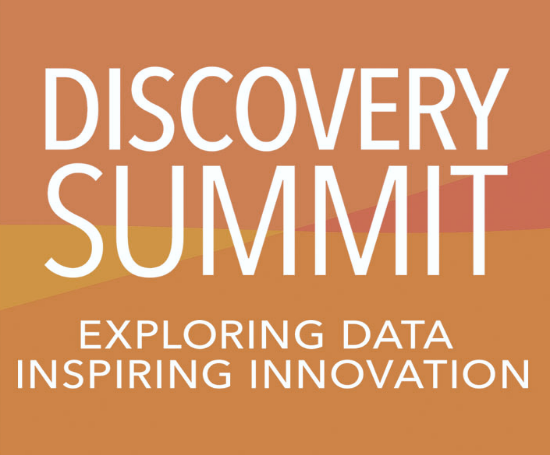 DISCOVERY
SUMMIT
EXPLORING DATA
INSPIRING INNOVATION